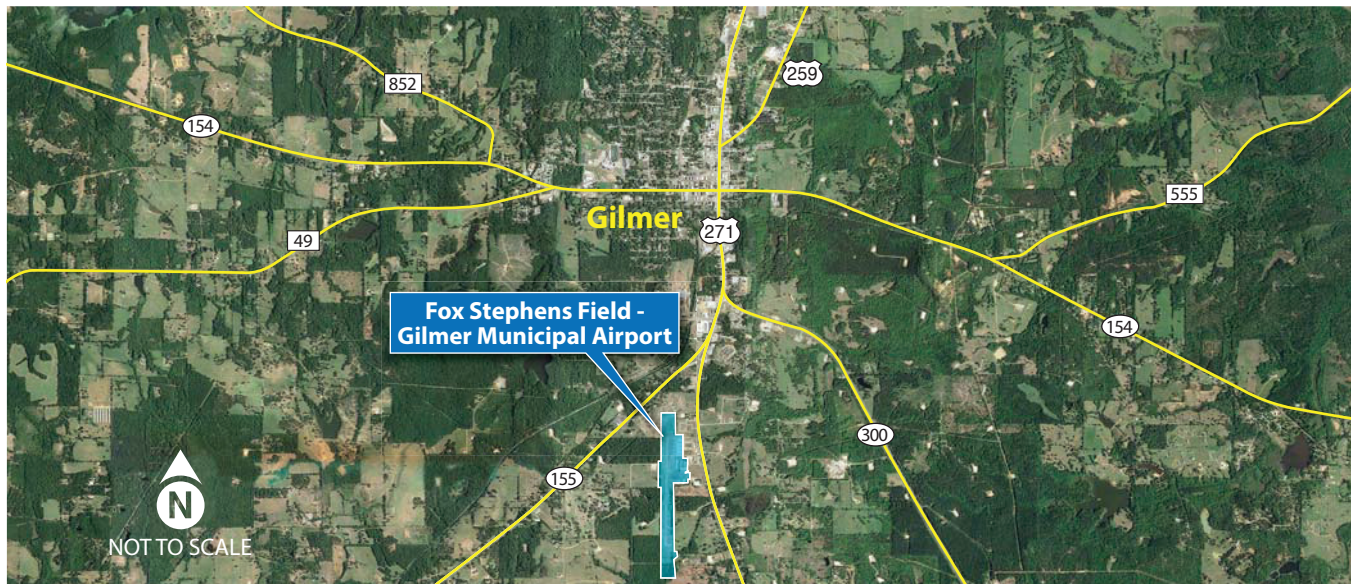 259
852
154
555
Gilmer
271
49
Fox Stephens Field -
Gilmer Municipal Airport
154
300
155
N
NOT TO SCALE